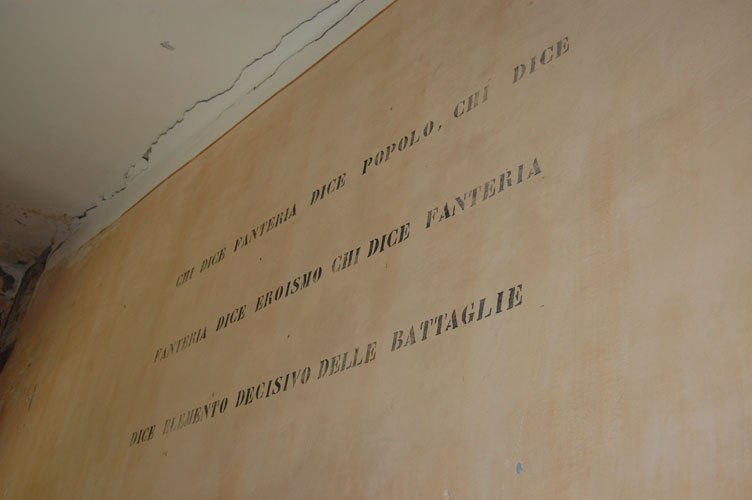 CHI DICE FANTERIA DICE POPOLO, CHI DICE
FANTERIA DICE EROISMO CHI DICE FANTERIA
DICE ELEMENTO DECISIVO DELLE BATTAGLIE